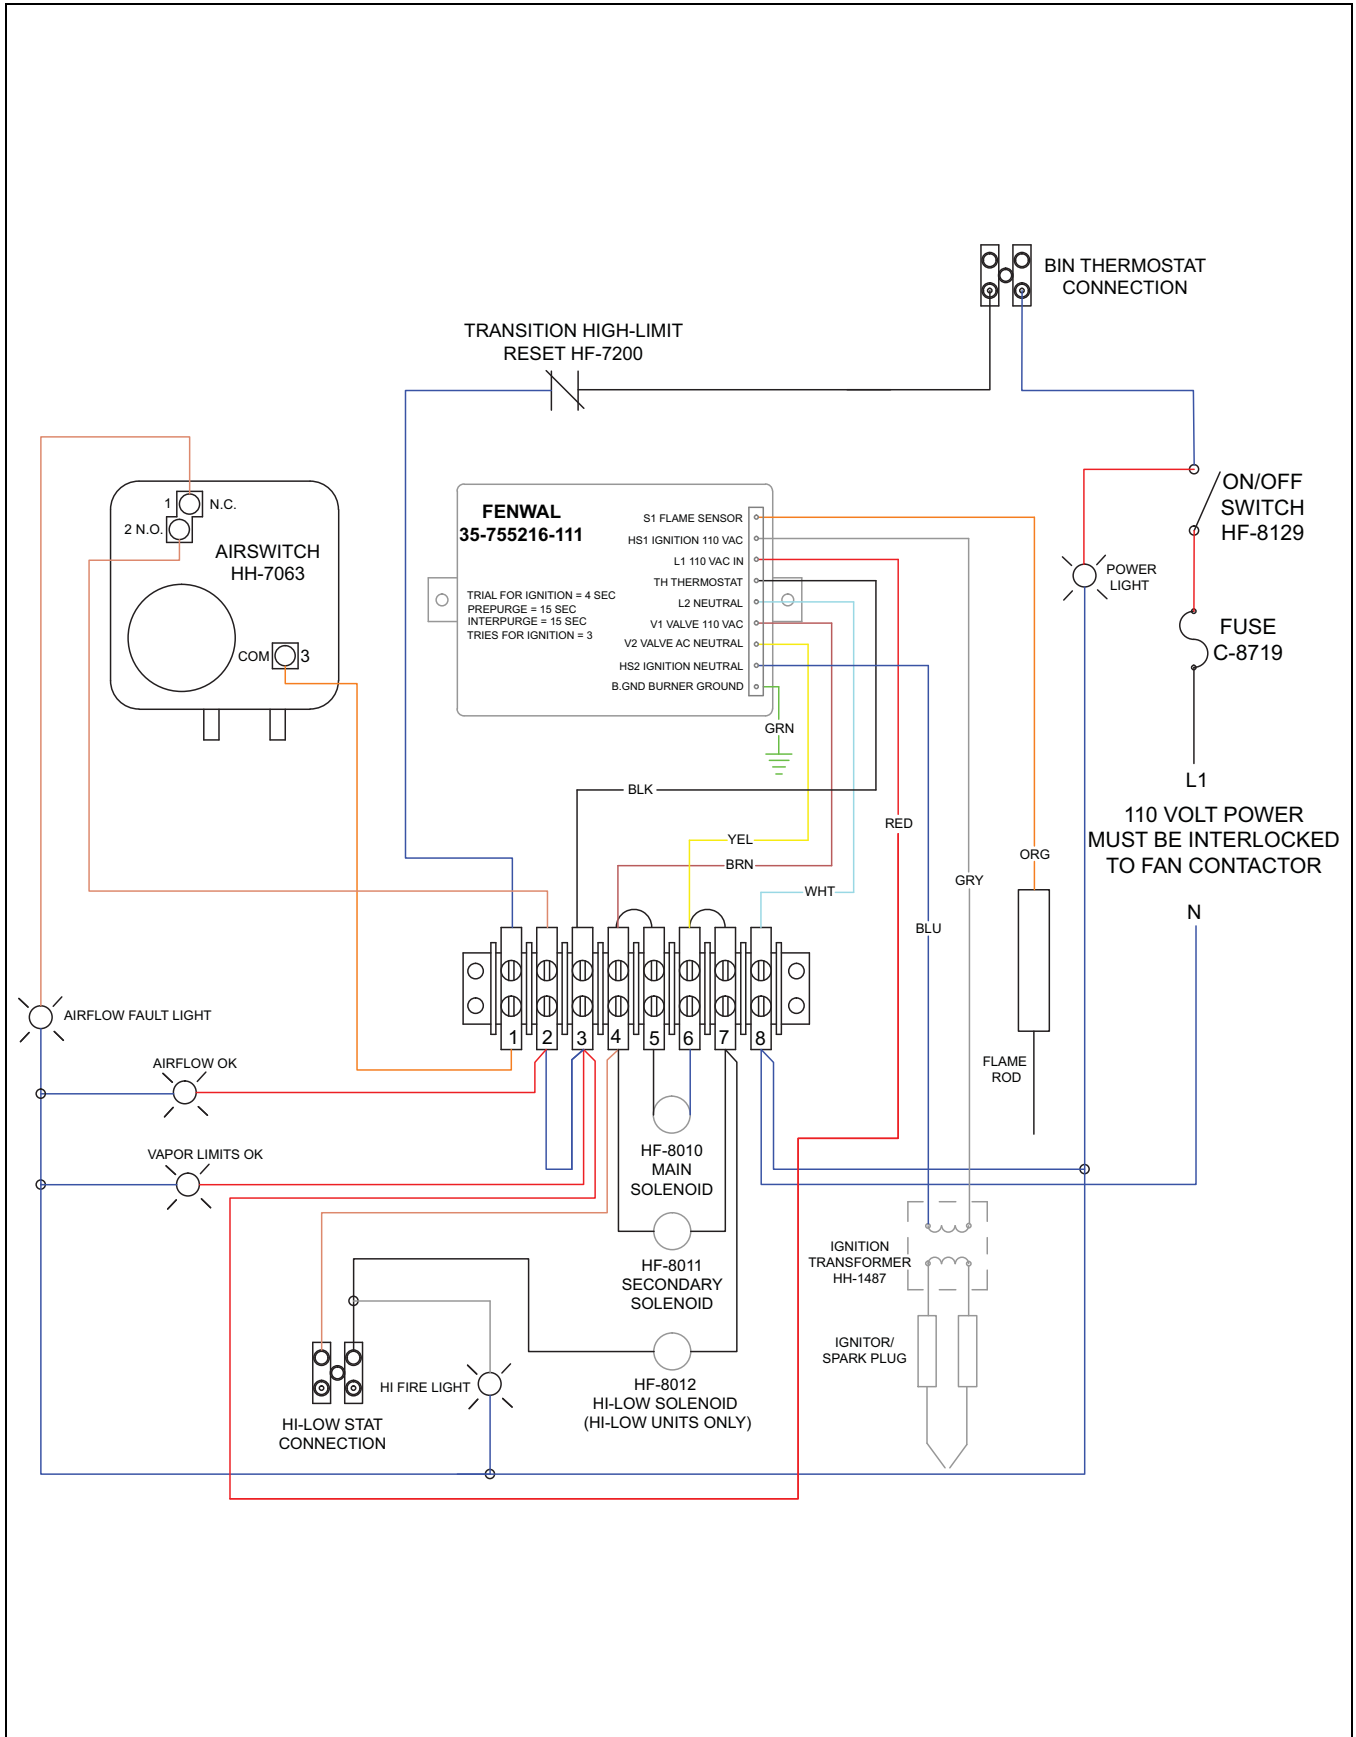 BIN THERMOSTAT
CONNECTION
TRANSITION HIGH-LIMIT
RESET HF-7200
1
N.C.
2 N.O.
AIRSWITCH
HH-7063
COM
3
FENWAL
35-755216-111
TRIAL FOR IGNITION = 4 SEC
PREPURGE = 15 SEC
INTERPURGE = 15 SEC
TRIES FOR IGNITION = 3
S1 FLAME SENSOR
HS1 IGNITION 110 VAC
L1 110 VAC IN
TH THERMOSTAT
L2 NEUTRAL
V1 VALVE 110 VAC
V2 VALVE AC NEUTRAL
HS2 IGNITION NEUTRAL
B.GND BURNER GROUND
GRN
ON/OFF
SWITCH
HF-8129
POWER
LIGHT
FUSE
C-8719
L1
110 VOLT POWER
MUST BE INTERLOCKED
TO FAN CONTACTOR
N
BLK
YEL
BRN
WHT
RED
BLU
GRY
ORG
FLAME
ROD
1
2
3
4
5
6
7
8
AIRFLOW FAULT LIGHT
AIRFLOW OK
VAPOR LIMITS OK
HF-8010
MAIN
SOLENOID
HF-8011
SECONDARY
SOLENOID
HF-8012
HI-LOW SOLENOID
(HI-LOW UNITS ONLY)
HI FIRE LIGHT
HI-LOW STAT
CONNECTION
IGNITION
TRANSFORMER
HH-1487
IGNITOR/
SPARK PLUG